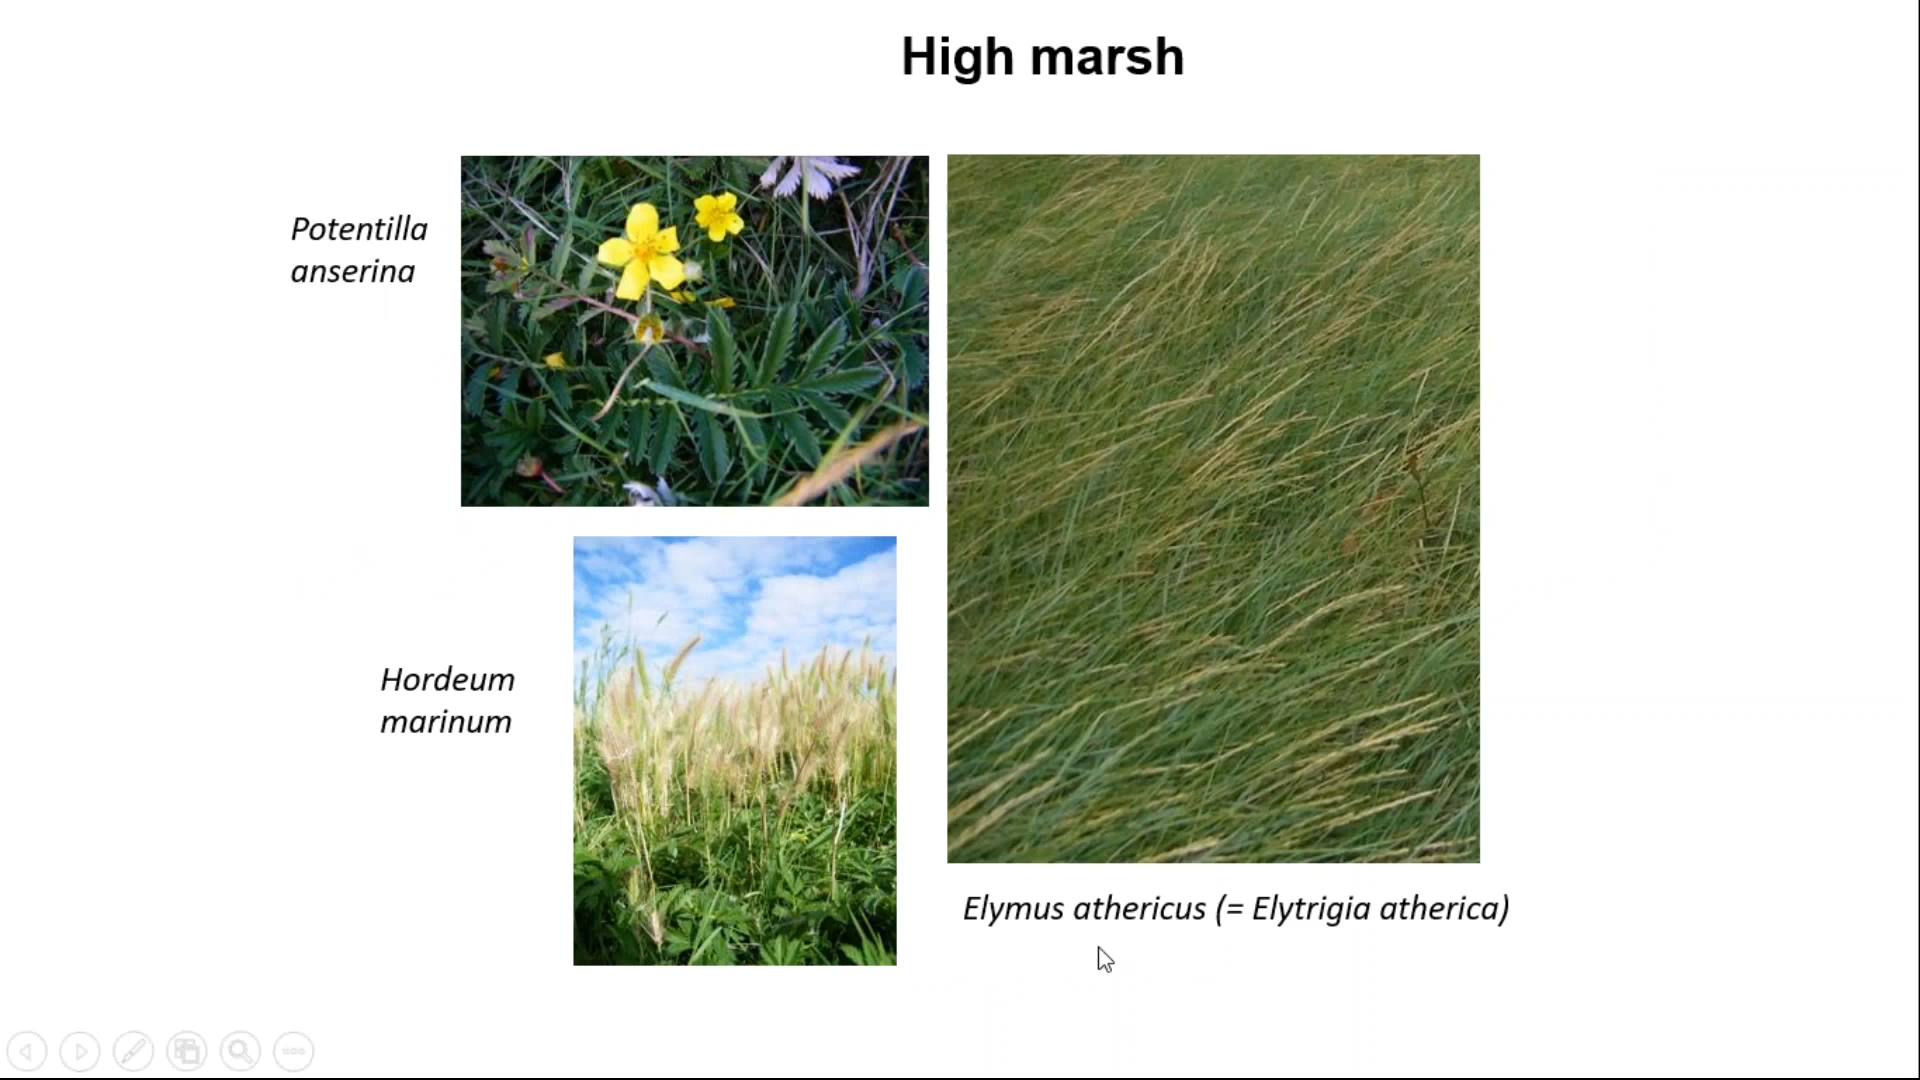 High marsh
Potentilla
anserina
Hordeum
marinum
Elymus athericus (= Elytrigia atherica)